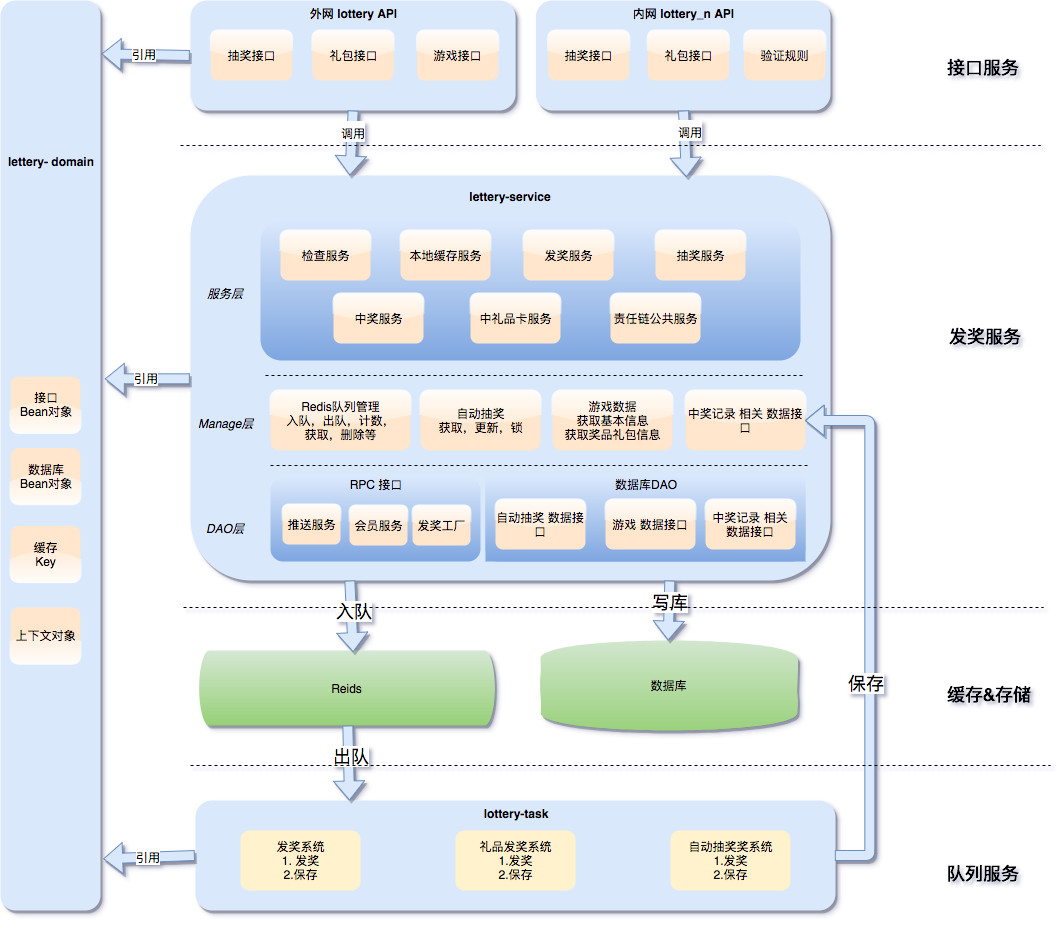 外网 lottery API
内网 lottery_n API
抽奖接口
礼包接口
游戏接口
抽奖接口
礼包接口
验证规则
引用
接口服务
调用
调用
lettery- domain
lettery-service
检查服务
本地缓存服务
发奖服务
抽奖服务
服务层
中奖服务
中礼品卡服务
责任链公共服务
发奖服务
引用
接口
Bean对象
数据库
Bean对象
缓存
Key
上下文对象
Manage层
Redis队列管理
入队，出队，计数，
获取，删除等
自动抽奖
获取，更新，锁
游戏数据
获取基本信息
获取奖品礼包信息
中奖记录 相关 数据接
口
RPC 接口
数据库DAO
DAO层
推送服务
会员服务
发奖工厂
自动抽奖 数据接
口
游戏 数据接口
中奖记录 相关
数据接口
入队
写库
Reids
数据库
保存
缓存&存储
出队
lottery-task
发奖系统
1. 发奖
2.保存
礼品发奖系统
1.发奖
2.保存
自动抽奖奖系统
1.发奖
2.保存
引用
队列服务